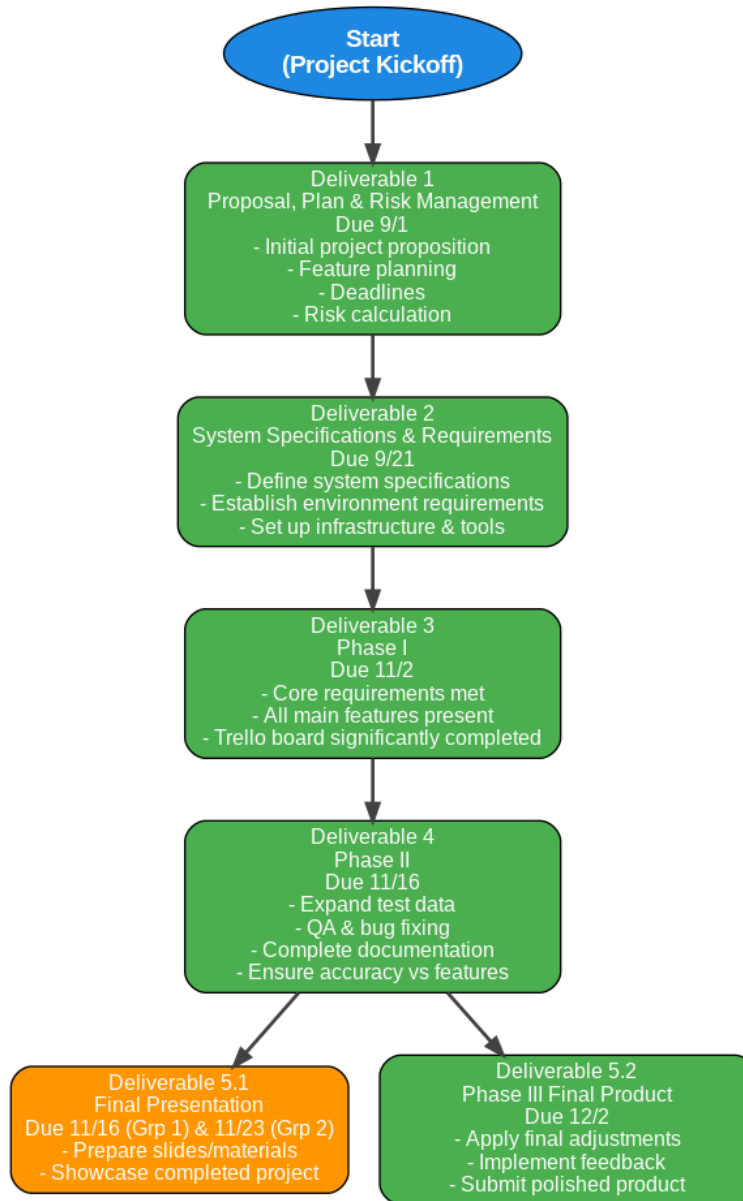 Start
(Project Kickoff)
Deliverable 1
Proposal, Plan & Risk Management
Due 9/1
- Initial project proposition
- Feature planning
- Deadlines
- Risk calculation
Deliverable 2
System Specifications & Requirements
Due 9/21
- Define system specifications
- Establish environment requirements
- Set up infrastructure & tools
Deliverable 3
Phase I
Due 11/2
- Core requirements met
- All main features present
- Trello board significantly completed
Deliverable 4
Phase II
Due 11/16
- Expand test data
- QA & bug fixing
- Complete documentation
- Ensure accuracy vs features
Deliverable 5.1
Final Presentation
Due 11/16 (Grp 1) & 11/23 (Grp 2)
- Prepare slides/materials
- Showcase completed project
Deliverable 5.2
Phase III Final Product
Due 12/2
- Apply final adjustments
- Implement feedback
- Submit polished product